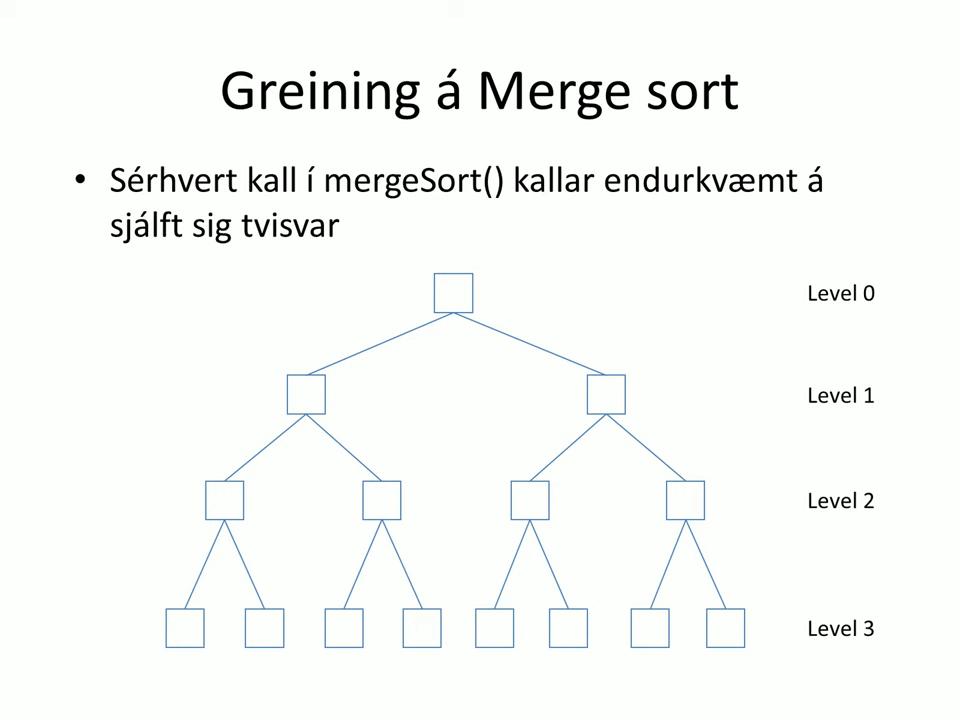 Greining á Merge sort
• Sérhvert kall í mergeSort() kallar endurkvæmt á
sjálft sig tvisvar
Level 0
Level 1
Level 2
Level 3